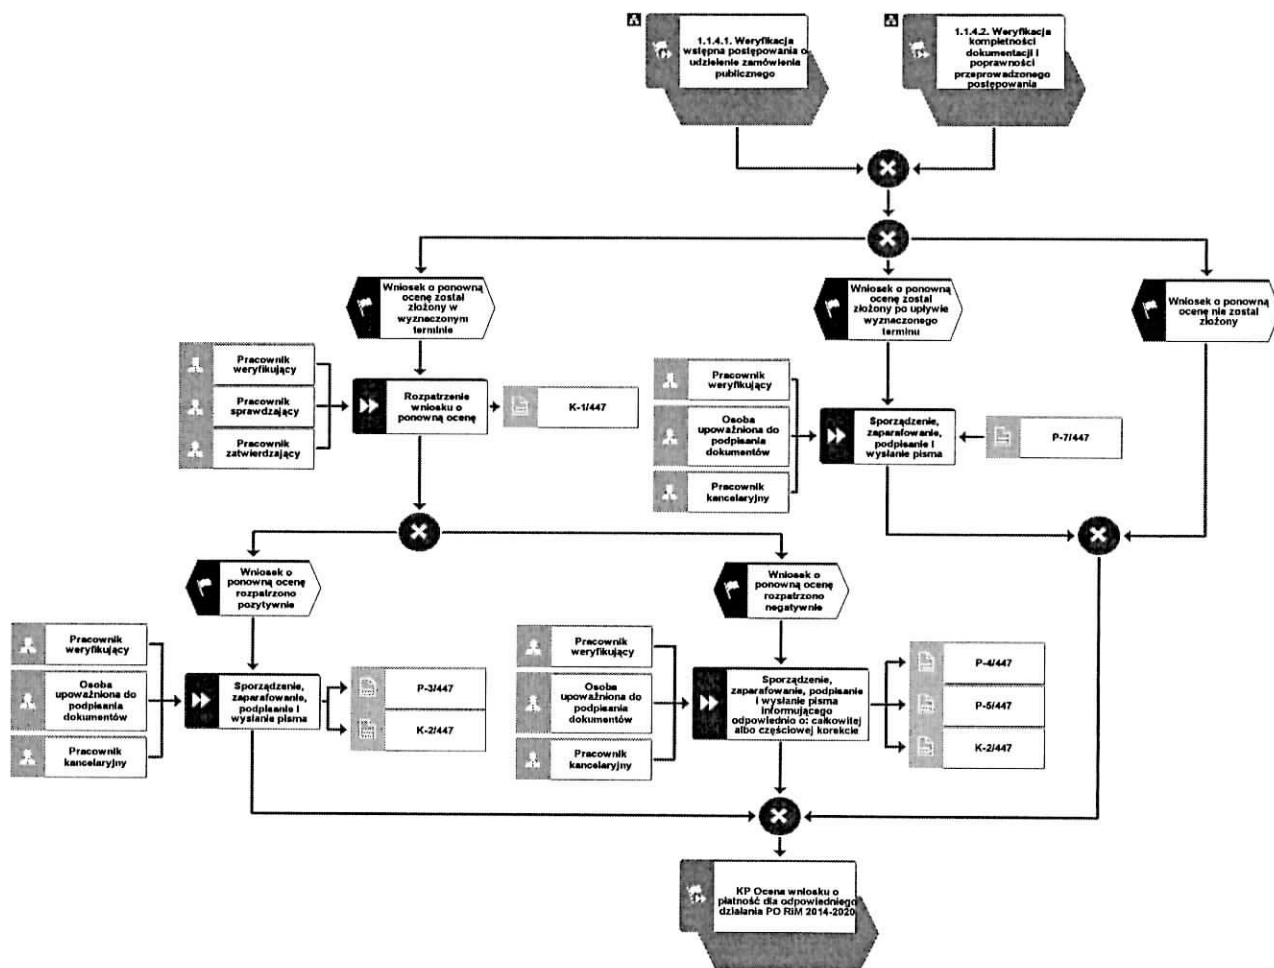 1.1.4.1. Weryfikacja
wstępna postępowania o
udzielenie zamówienia
publicznego
1.1.4.2. Weryfikacja
kompletności
dokumentacji i
poprawności
przeprowadzonego
postępowania
Wniosek o ponowną
ocenę został
złożony w
wyznaczonym
terminie
Wniosek o ponowną
ocenę został
złożony po upływie
wyznaczonego
terminu
Wniosek o ponowną
ocenę nie został
złożony
Pracownik
weryfikujący
Pracownik
sprawdzający
Pracownik
zatwierdzający
Rozpatrzenie
wniosku o
ponowną ocenę
K-1/447
Pracownik
weryfikujący
Osoba
upoważniona do
podpisania
dokumentów
Pracownik
kancelaryjny
Sporządzenie,
zaparafowanie,
podpisanie i
wysłanie pisma
P-7/447
Wniosek o
ponowną ocenę
rozpatrzono
pozytywnie
Wniosek o
ponowną ocenę
rozpatrzono
negatywnie
Pracownik
weryfikujący
Osoba
upoważniona do
podpisania
dokumentów
Pracownik
kancelaryjny
Sporządzenie,
zaparafowanie,
podpisanie i
wysłanie pisma
P-3/447
K-2/447
Pracownik
weryfikujący
Osoba
upoważniona do
podpisania
dokumentów
Pracownik
kancelaryjny
Sporządzenie,
zaparafowanie, podpisanie
i wysłanie pisma
informującego
odpowiednio o: całkowitej
albo częściowej korekcie
P-4/447
P-5/447
K-2/447
KP Ocena wniosku o
płatność dla odpowiedniego
działania PO RiM 2014-2020